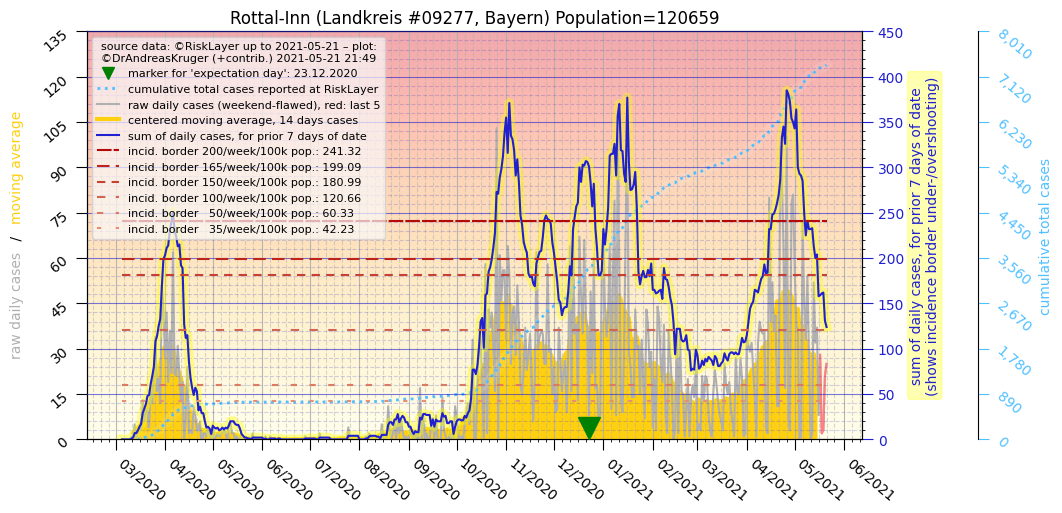 Rottal-Inn (Landkreis #09277, Bayern) Population=120659
source data: ©RiskLayer up to 2021-05-21 – plot:
©DrAndreasKruger (+contrib.) 2021-05-21 21:49
marker for 'expectation day': 23.12.2020
cumulative total cases reported at RiskLayer
raw daily cases (weekend-flawed), red: last 5
centered moving average, 14 days cases
sum of daily cases, for prior 7 days of date
incid. border 200/week/100k pop.: 241.32
incid. border 165/week/100k pop.: 199.09
incid. border 150/week/100k pop.: 180.99
incid. border 100/week/100k pop.: 120.66
incid. border   50/week/100k pop.: 60.33
incid. border   35/week/100k pop.: 42.23
raw daily cases  /  moving average
135
120
105
90
75
60
45
30
15
0
03/2020
04/2020
05/2020
06/2020
07/2020
08/2020
09/2020
10/2020
11/2020
12/2020
01/2021
02/2021
03/2021
04/2021
05/2021
06/2021
450
400
350
300
250
200
150
100
50
0
sum of daily cases, for prior 7 days of date
(shows incidence border under-/overshooting)
8,010
7,120
6,230
5,340
4,450
3,560
2,670
1,780
890
0
cumulative total cases